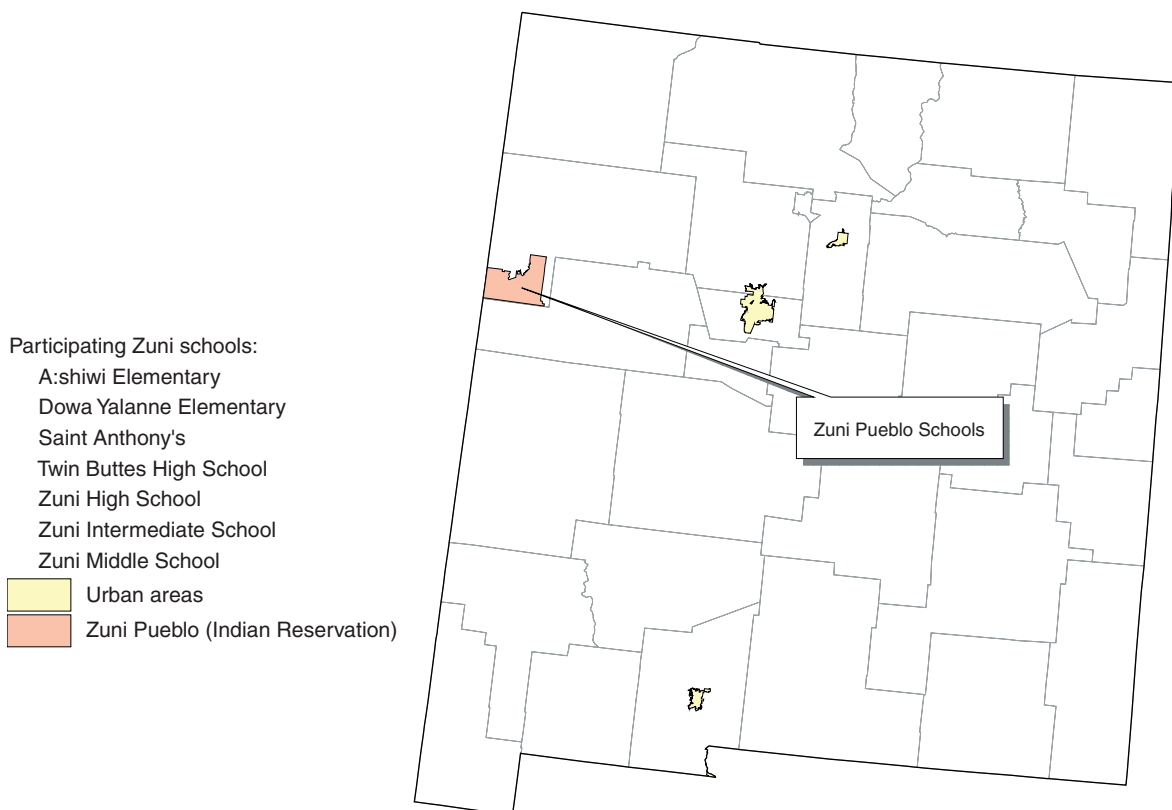 Participating Zuni schools:
A:shiwi Elementary
Dowa Yalanne Elementary
Saint Anthony's
Twin Buttes High School
Zuni High School
Zuni Intermediate School
Zuni Middle School
Urban areas
Zuni Pueblo (Indian Reservation)
Zuni Pueblo Schools